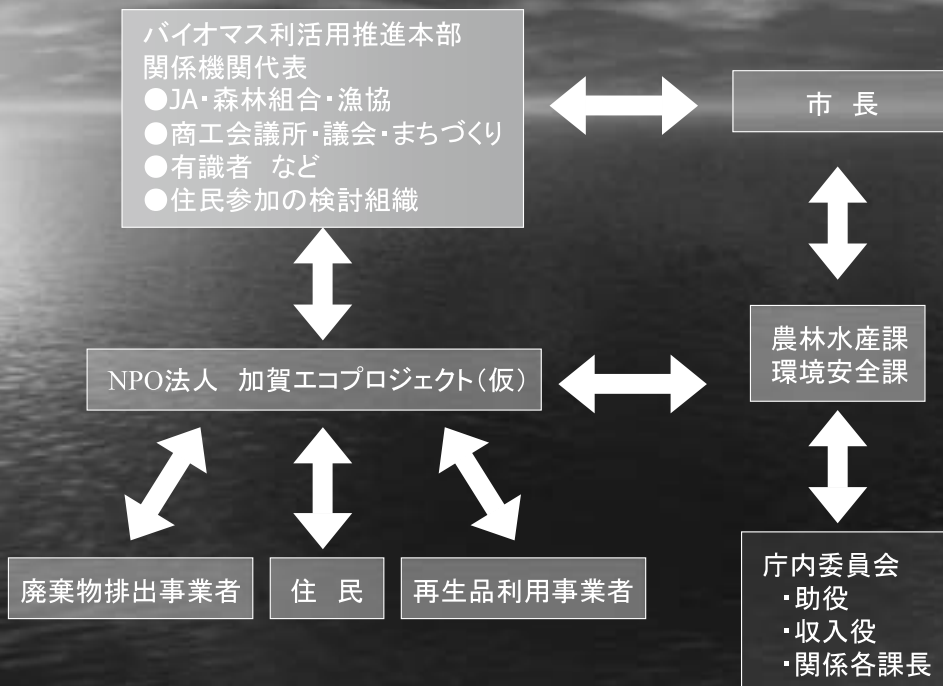 バイオマス利活用推進本部
関係機関代表
●JA・森林組合・漁協
●商工会議所・議会・まちづくり
●有識者 など
●住民参加の検討組織
市 長
農林水産課
環境安全課
NPO法人 加賀エコプロジェクト(仮)
廃棄物排出事業者
住 民
再生品利用事業者
庁内委員会
・助役
・収入役
・関係各課長